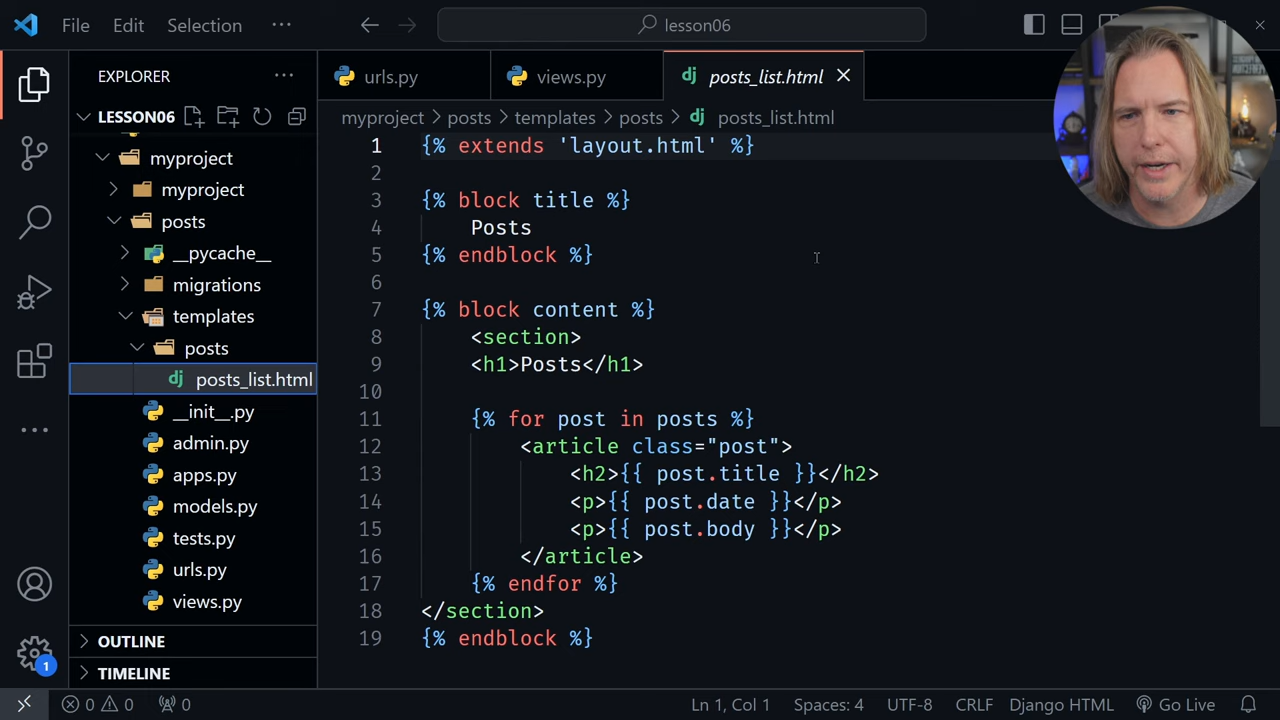 File Edit Selection ··· lesson06
EXPLORER ···
urls.py views.py posts_list.html
LESSON06
myproject > posts > templates > posts > posts_list.html
myproject
myproject
posts
__pycache__
migrations
templates
posts
posts_list.html
__init__.py
admin.py
apps.py
models.py
tests.py
urls.py
views.py
OUTLINE
TIMELINE
1 {% extends 'layout.html' %}
2
3 {% block title %}
4 Posts
5 {% endblock %}
6
7 {% block content %}
8 <section>
9 <h1>Posts</h1>
10
11 {% for post in posts %}
12 <article class="post">
13 <h2>{{ post.title }}</h2>
14 <p>{{ post.date }}</p>
15 <p>{{ post.body }}</p>
16 </article>
17 {% endfor %}
18 </section>
19 {% endblock %}
1
0 0 0 Ln 1, Col 1 Spaces: 4 UTF-8 CRLF Django HTML Go Live